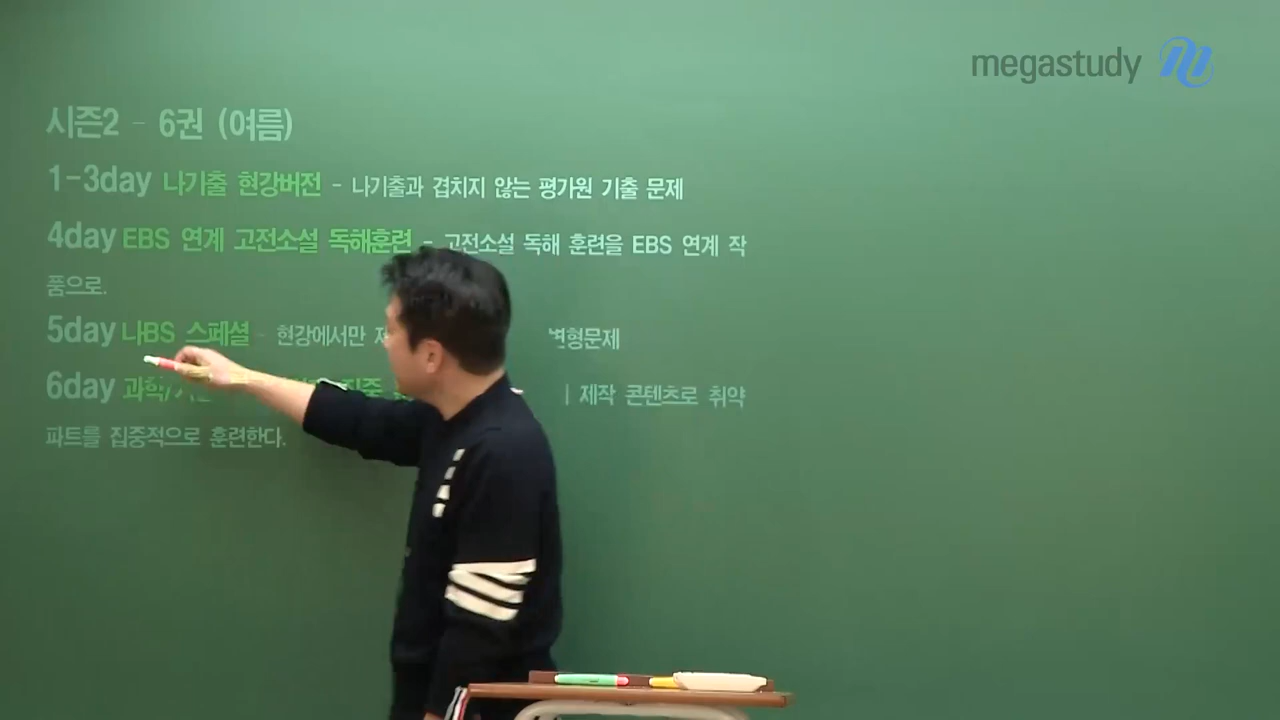 megastudy
시즌2 - 6권 (여름)
1-3day 나기출 현강버전 - 나기출과 겹치지 않는 평가원 기출 문제
4day EBS 연계 고전소설 독해훈련 - 고전소설 독해 훈련을 EBS 연계 작
품으로.
5day 나BS 스페셜 - 현강에서만 변형문제
6day 과학/ 집중 제작 콘텐츠로 취약
파트를 집중적으로 훈련한다.